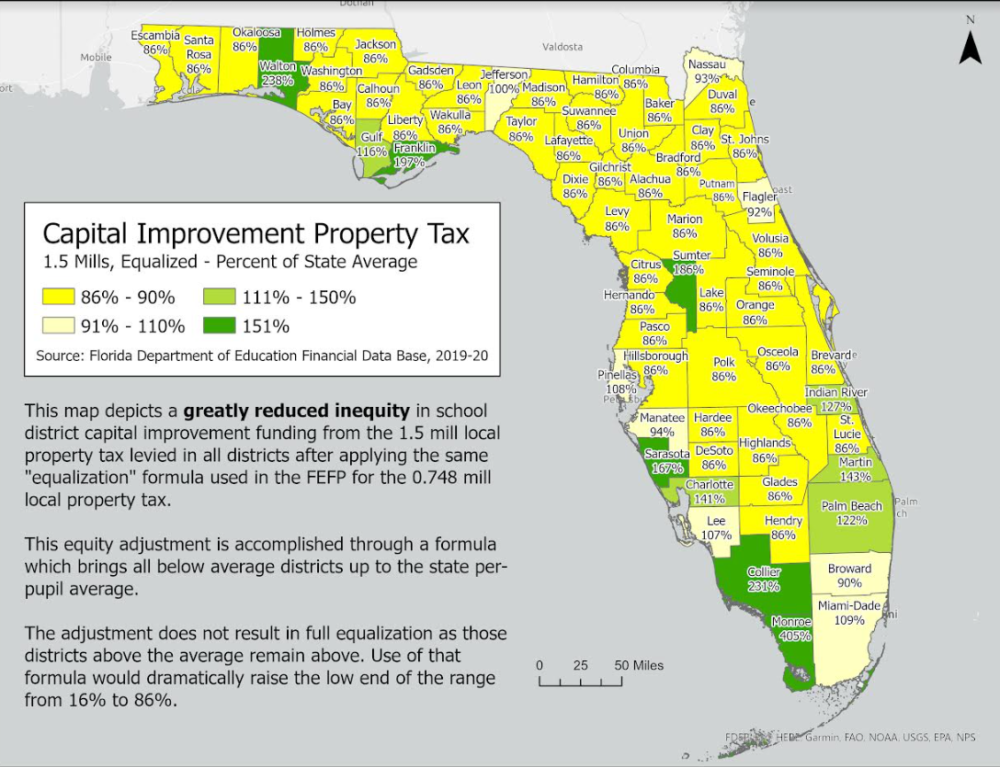 Dothan
N
Mobile
ort
Valdosta
Escambia
86%
Santa
Rosa
86%
Okaloosa
86%
Walton
238%
Holmes
86%
Jackson
86%
Washington
86%
Bay
86%
Calhoun
86%
Gulf
116%
Liberty
86%
Franklin
197%
Gadsden
86%
Leon
86%
Wakulla
86%
Jefferson
100%
Madison
86%
Taylor
86%
Hamilton
86%
Suwannee
86%
Lafayette
86%
Columbia
86%
Baker
86%
Nassau
93%
Duval
86%
e
Union
86%
Clay
86%
St. Johns
86%
Bradford
86%
Gilchrist
86%
Dixie
86%
Alachua
86%
Putnam
86%
Flagler
92%
oast
Levy
86%
Marion
86%
Volusia
86%
Citrus
86%
Sumter
186%
Seminole
86%
Hernando
86%
Lake
86%
Orange
86%
Pasco
86%
Hillsborough
86%
Pinellas
108%
Polk
86%
Osceola
86%
Brevard
86%
Indian River
127%
Okeechobee
86%
St.
Lucie
86%
Manatee
94%
Hardee
86%
Highlands
86%
Sarasota
167%
DeSoto
86%
Martin
143%
Charlotte
141%
Glades
86%
Palm Beach
122%
Palm
ch
Lee
107%
Hendry
86%
Collier
231%
Broward
90%
Miami-Dade
109%
ni
Monroe
405%
Capital Improvement Property Tax
1.5 Mills, Equalized - Percent of State Average
86% - 90%
111% - 150%
91% - 110%
151%
Source: Florida Department of Education Financial Data Base, 2019-20
This map depicts a greatly reduced inequity in school
district capital improvement funding from the 1.5 mill local
property tax levied in all districts after applying the same
"equalization" formula used in the FEFP for the 0.748 mill
local property tax.
This equity adjustment is accomplished through a formula
which brings all below average districts up to the state per-
pupil average.
The adjustment does not result in full equalization as those
districts above the average remain above. Use of that
formula would dramatically raise the low end of the range
from 16% to 86%.
0 25 50 Miles
HERE, Garmin, FAO, NOAA, USGS, EPA, NPS